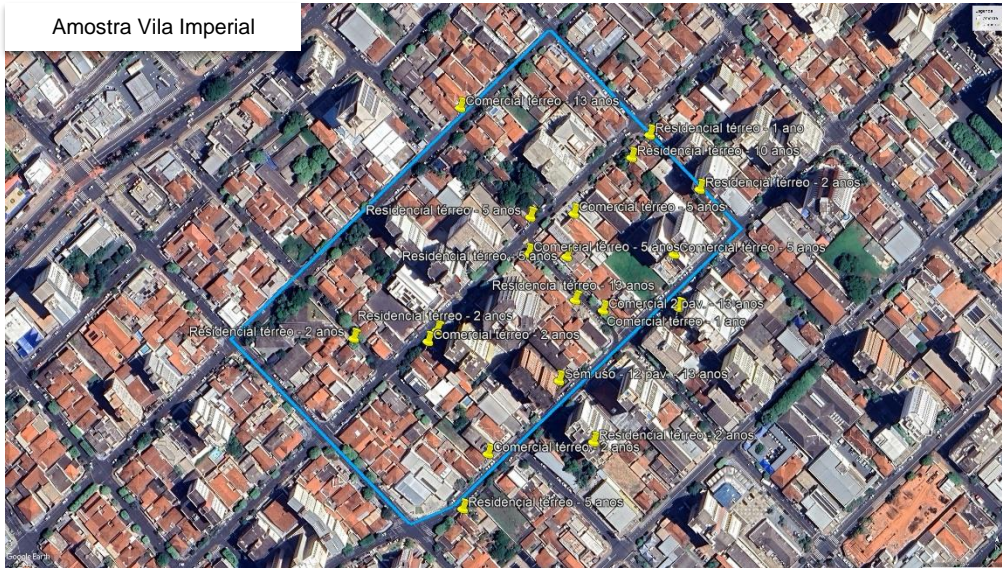 Amostra Vila Imperial
Comercial térreo - 13 anos
Residencial térreo - 1 ano
Residencial térreo - 10 anos
Residencial térreo - 2 anos
Residencial térreo - 5 anos
Comercial térreo - 5 anos
Comercial térreo - 5 anos
Comercial térreo - 5 anos
Residencial térreo - 5 anos
Residencial térreo - 13 anos
Comercial 2 pav. - 13 anos
Residencial térreo - 2 anos
Comercial térreo - 1 ano
Residencial térreo - 2 anos
Comercial térreo - 2 anos
Sem uso - 12 pav. - 13 anos
Residencial térreo - 2 anos
Comercial térreo - 2 anos
Residencial térreo - 5 anos
Google Earth